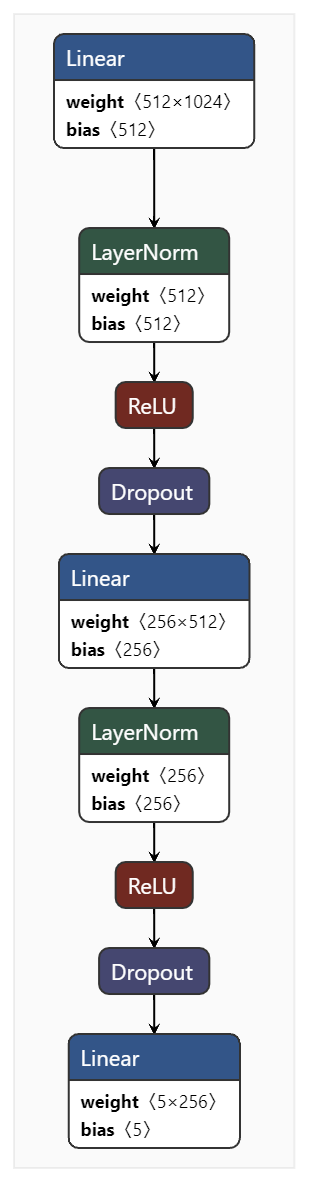 Linear
weight〈512×1024〉
bias〈512〉
LayerNorm
weight〈512〉
bias〈512〉
ReLU
Dropout
Linear
weight〈256×512〉
bias〈256〉
LayerNorm
weight〈256〉
bias〈256〉
ReLU
Dropout
Linear
weight〈5×256〉
bias〈5〉